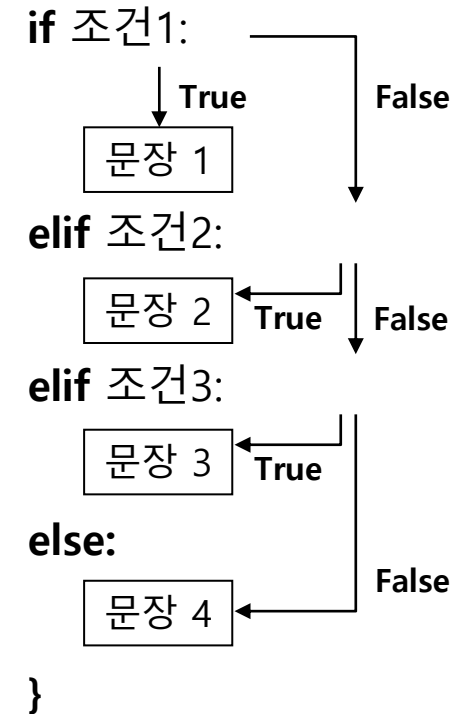 if 조건1:
True
False
문장 1
elif 조건2:
문장 2
True
False
elif 조건3:
문장 3
True
else:
False
문장 4
}